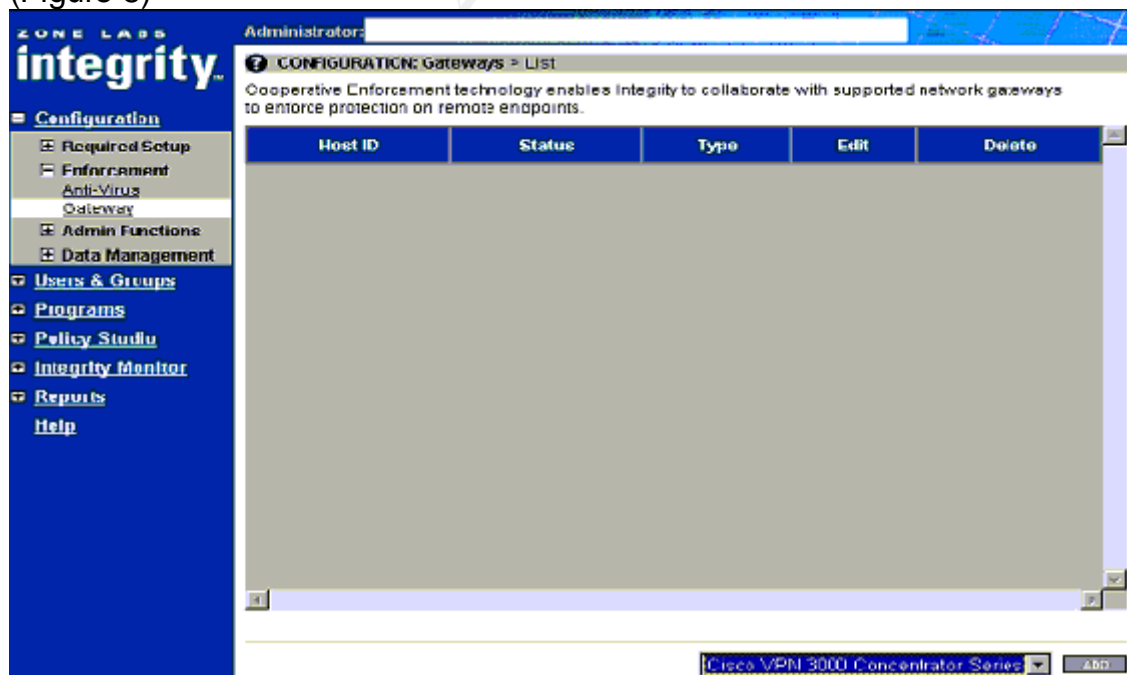 (Figure 8)
ZONE LABS
integrity™
Administrator:
CONFIGURATION: Gateways > List
Cooperative Enforcement technology enables Integrity to collaborate with supported network gateways
to enforce protection on remote endpoints.
Configuration
Required Setup
Enforcement
Anti-Virus
Gateway
Admin Functions
Data Management
Users & Groups
Programs
Policy Studio
Integrity Monitor
Reports
Help
Host ID Status Type Edit Delete
Cisco VPN 3000 Concentrator Series ADD